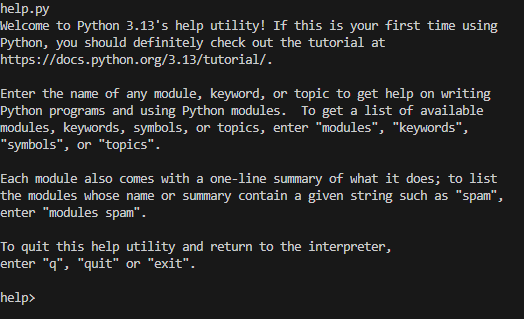 help.py
Welcome to Python 3.13's help utility! If this is your first time using
Python, you should definitely check out the tutorial at
https://docs.python.org/3.13/tutorial/.
Enter the name of any module, keyword, or topic to get help on writing
Python programs and using Python modules.  To get a list of available
modules, keywords, symbols, or topics, enter "modules", "keywords",
"symbols", or "topics".
Each module also comes with a one-line summary of what it does; to list
the modules whose name or summary contain a given string such as "spam",
enter "modules spam".
To quit this help utility and return to the interpreter,
enter "q", "quit" or "exit".
help>